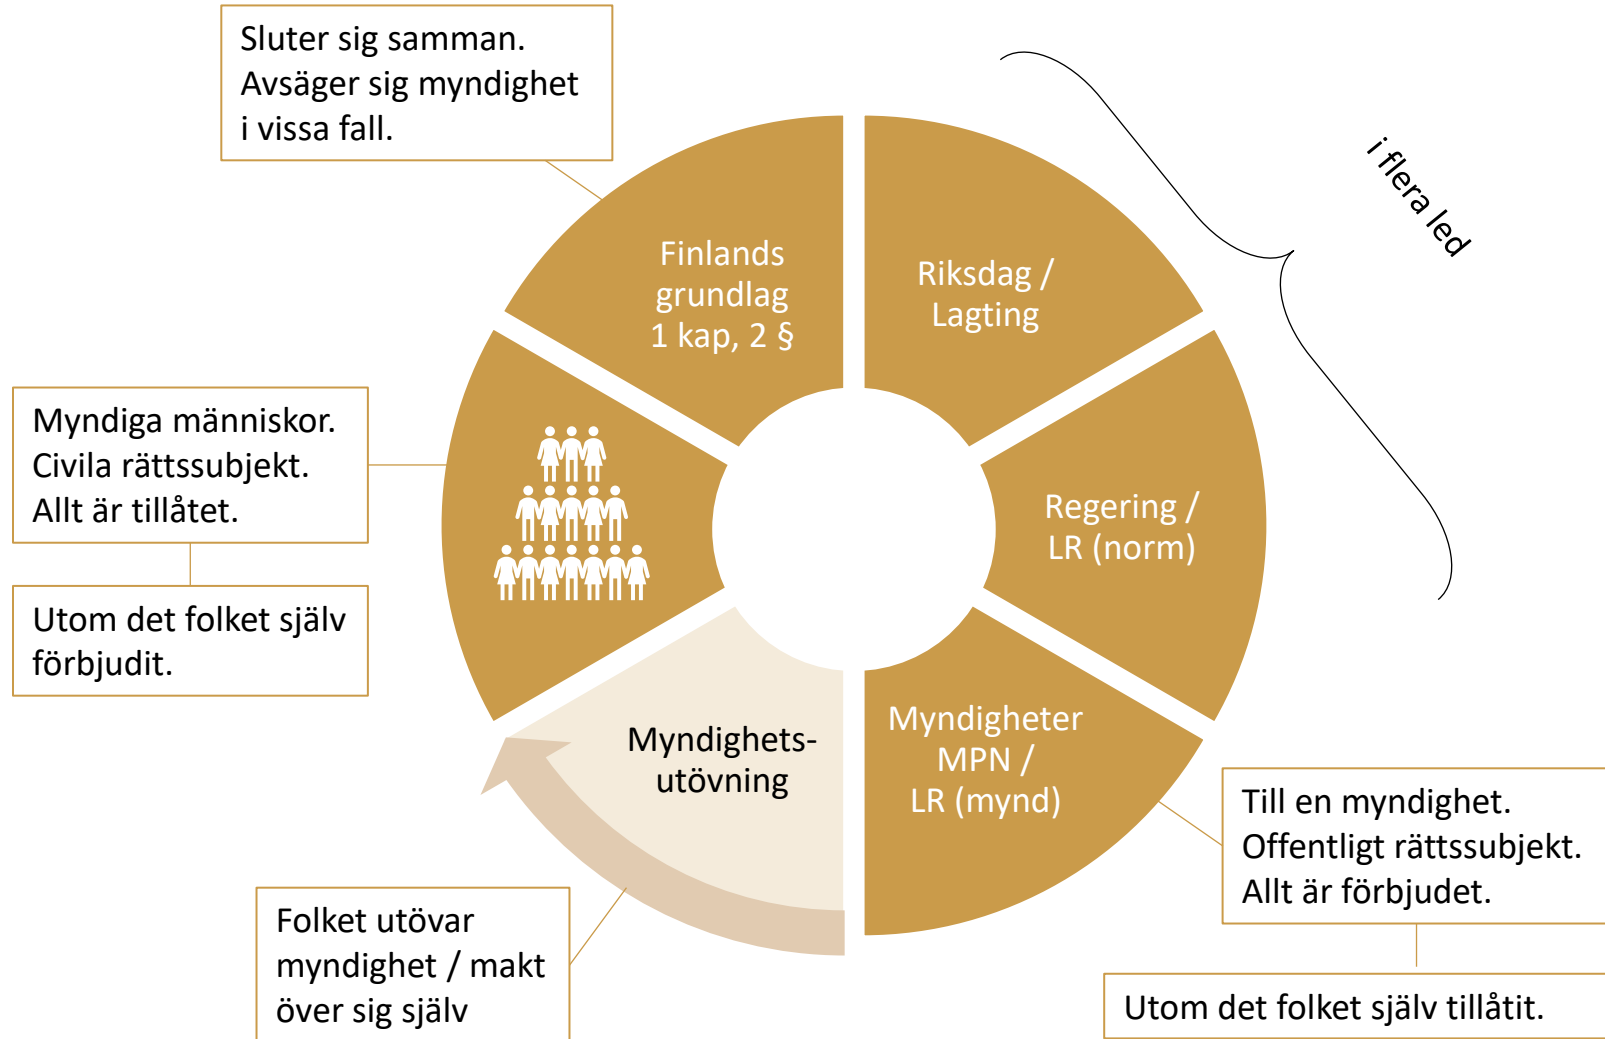 Sluter sig samman.
Avsäger sig myndighet
i vissa fall.
i flera led
Finlands
grundlag
1 kap, 2 §
Riksdag /
Lagting
Myndiga människor.
Civila rättssubjekt.
Allt är tillåtet.
Utom det folket själv
förbjudit.
Regering /
LR (norm)
Myndighets-
utövning
Myndigheter
MPN /
LR (mynd)
Till en myndighet.
Offentligt rättssubjekt.
Allt är förbjudet.
Utom det folket själv tillåtit.
Folket utövar
myndighet / makt
över sig själv